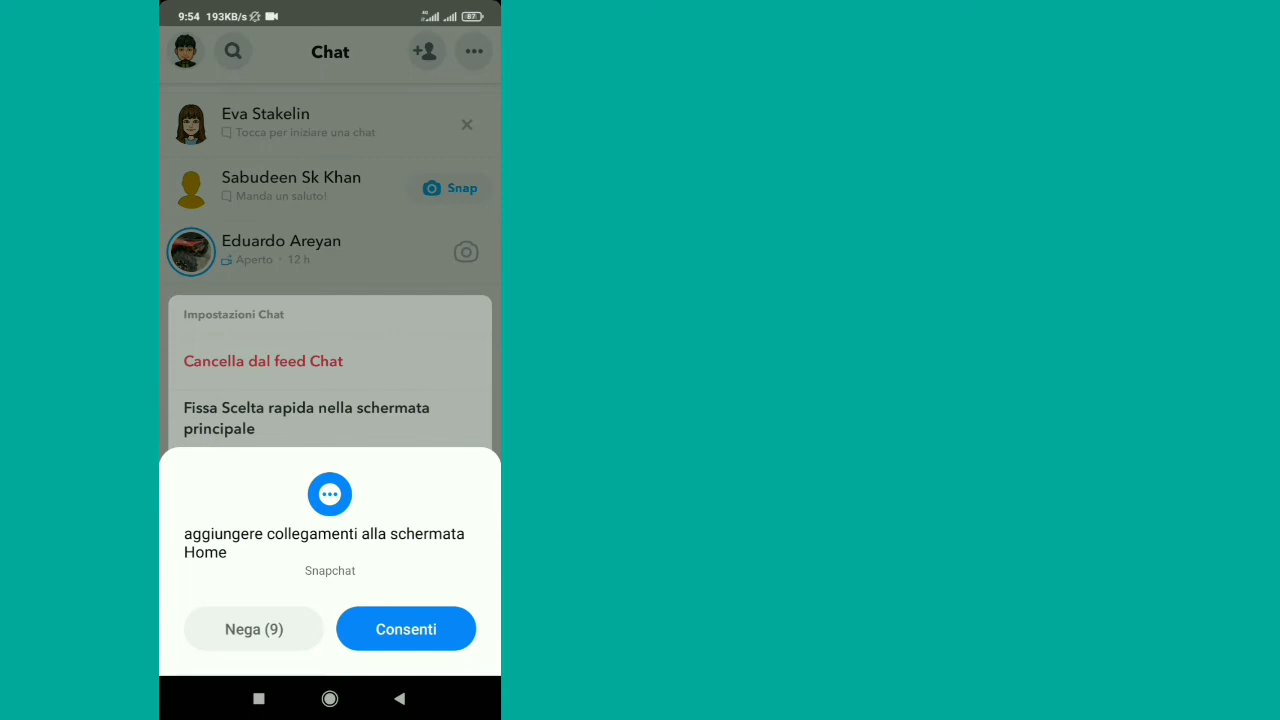 9:54 193KB/s 4G 87
Chat
Eva Stakelin
Tocca per iniziare una chat
Sabudeen Sk Khan
Manda un saluto!
Snap
Eduardo Areyan
Aperto · 12 h
Impostazioni Chat
Cancella dal feed Chat
Fissa Scelta rapida nella schermata
principale
aggiungere collegamenti alla schermata
Home
Snapchat
Nega (9)
Consenti